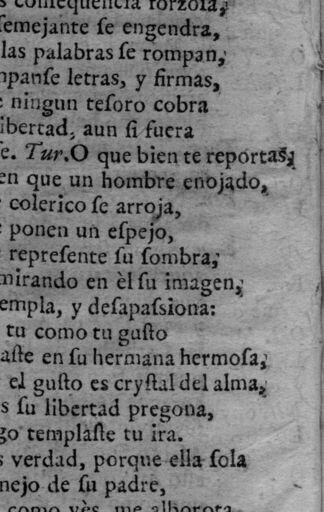 s consequencia forzosa,
semejante ſe engendra,
las palabras ſe rompan,
mpanſe letras, y firmas,
e ningun teſoro cobra
libertad, aun ſi fuera
ſe. Tur. O que bien te reportas,
en que un hombre enojado,
e colerico ſe arroja,
e ponen un eſpejo,
repreſente ſu ſombra,
mirando en èl ſu imagen,
empla, y deſapaſsiona:
tu como tu guſto
aſte en ſu hermana hermoſa,
el guſto es cryſtal del alma,
s ſu libertad pregona,
go templaſte tu ira.
s verdad, porque ella ſola
nejo de ſu padre,
como vès, me alborota